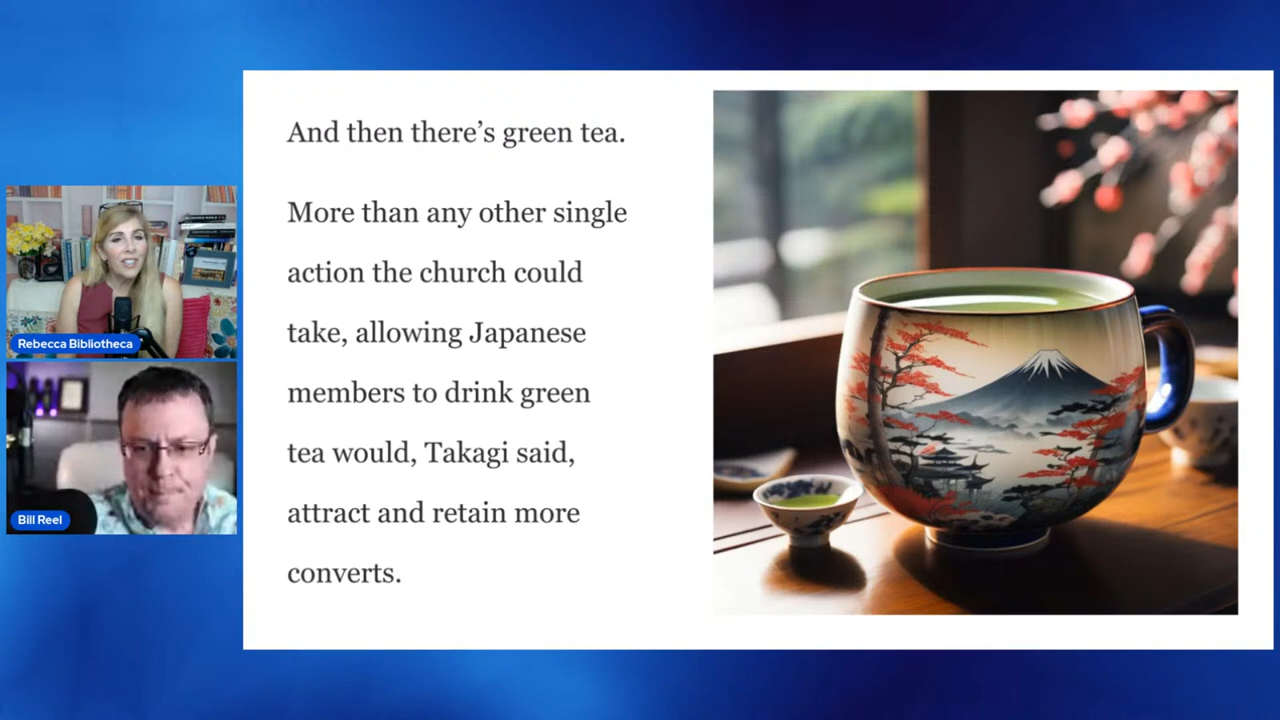 And then there’s green tea.
More than any other single
action the church could
take, allowing Japanese
members to drink green
tea would, Takagi said,
attract and retain more
converts.
Rebecca Bibliotheca
Bill Reel